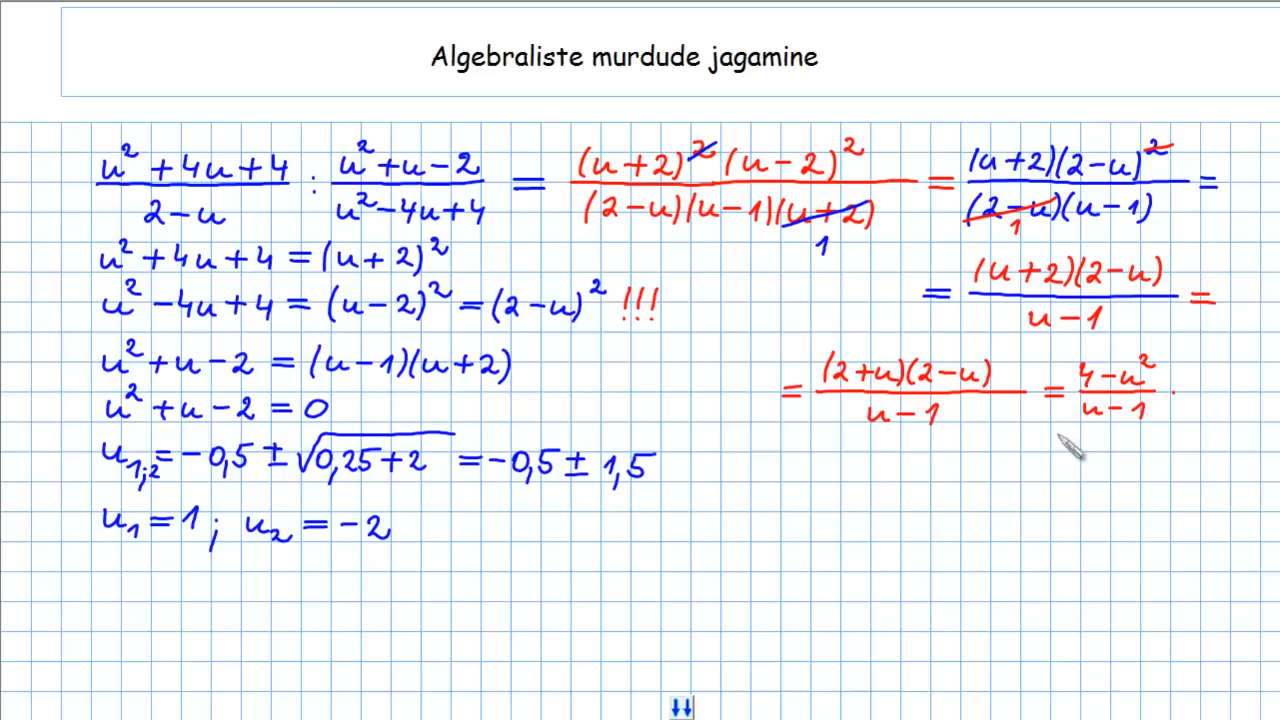 Algebraliste murdude jagamine
(u² + 4u + 4)/(2 − u) : (u² + u − 2)/(u² − 4u + 4) = ((u + 2)² (u − 2)²)/((2 − u)(u − 1)(u + 2)) = ((u + 2)(2 − u)²)/((2 − u)(u − 1)) =
1
1
u² + 4u + 4 = (u + 2)²
u² − 4u + 4 = (u − 2)² = (2 − u)² !!!
= ((u + 2)(2 − u))/(u − 1) =
u² + u − 2 = (u − 1)(u + 2)
= ((2 + u)(2 − u))/(u − 1) = (4 − u²)/(u − 1) .
u² + u − 2 = 0
u₁;₂ = −0,5 ± √(0,25 + 2) = −0,5 ± 1,5
u₁ = 1 ; u₂ = −2